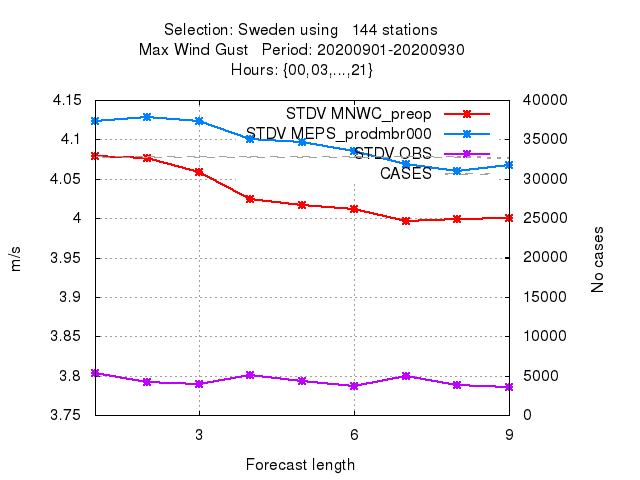 Selection: Sweden using   144 stations
Max Wind Gust   Period: 20200901-20200930
Hours: {00,03,...,21}
4.15
4.1
4.05
4
3.95
3.9
3.85
3.8
3.75
m/s
STDV MNWC_preop
STDV MEPS_prodmbr000
STDV OBS
CASES
40000
35000
30000
25000
20000
15000
10000
5000
0
No cases
3 6 9
Forecast length